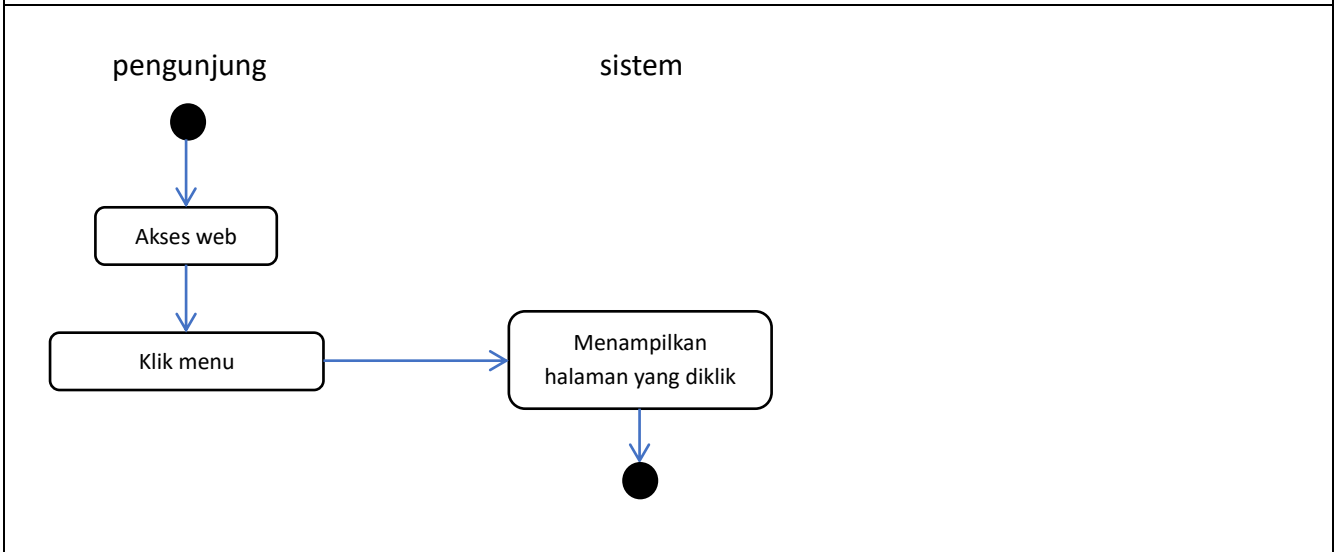 pengunjung
sistem
Akses web
Klik menu
Menampilkan
halaman yang diklik